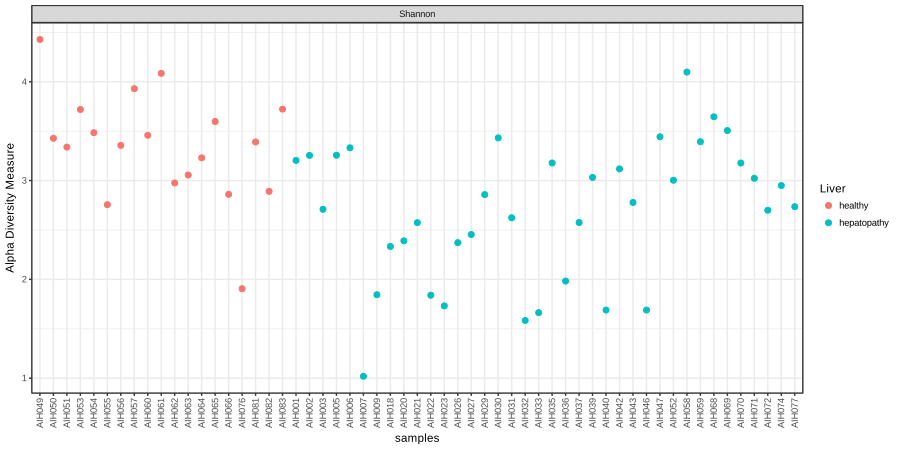 Shannon
Alpha Diversity Measure
4
3
2
1
AIH049
AIH050
AIH051
AIH053
AIH054
AIH055
AIH056
AIH057
AIH060
AIH061
AIH062
AIH063
AIH064
AIH065
AIH066
AIH076
AIH081
AIH082
AIH083
AIH001
AIH002
AIH003
AIH005
AIH006
AIH007
AIH009
AIH018
AIH020
AIH021
AIH022
AIH023
AIH026
AIH027
AIH029
AIH030
AIH031
AIH032
AIH033
AIH035
AIH036
AIH037
AIH039
AIH040
AIH042
AIH043
AIH046
AIH047
AIH052
AIH058
AIH059
AIH068
AIH069
AIH070
AIH071
AIH072
AIH074
AIH077
samples
Liver
healthy
hepatopathy